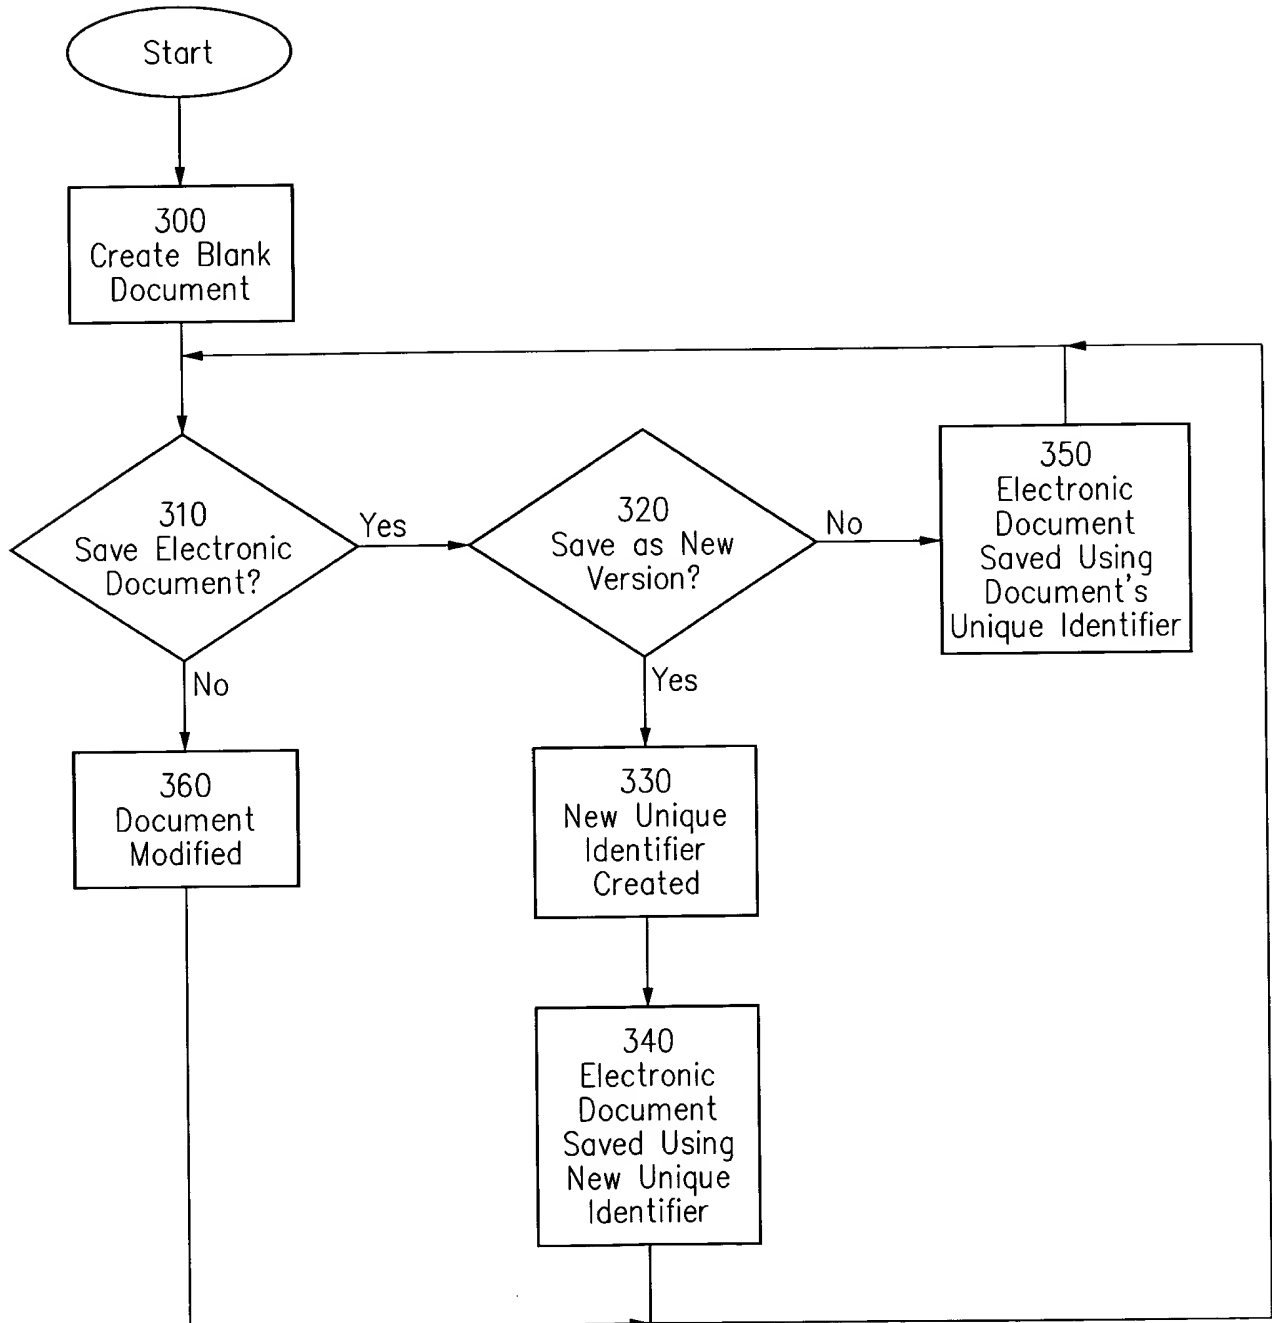 Start
300
Create Blank
Document
310
Save Electronic
Document?
Yes
No
320
Save as New
Version?
No
Yes
350
Electronic
Document
Saved Using
Document's
Unique Identifier
360
Document
Modified
330
New Unique
Identifier
Created
340
Electronic
Document
Saved Using
New Unique
Identifier